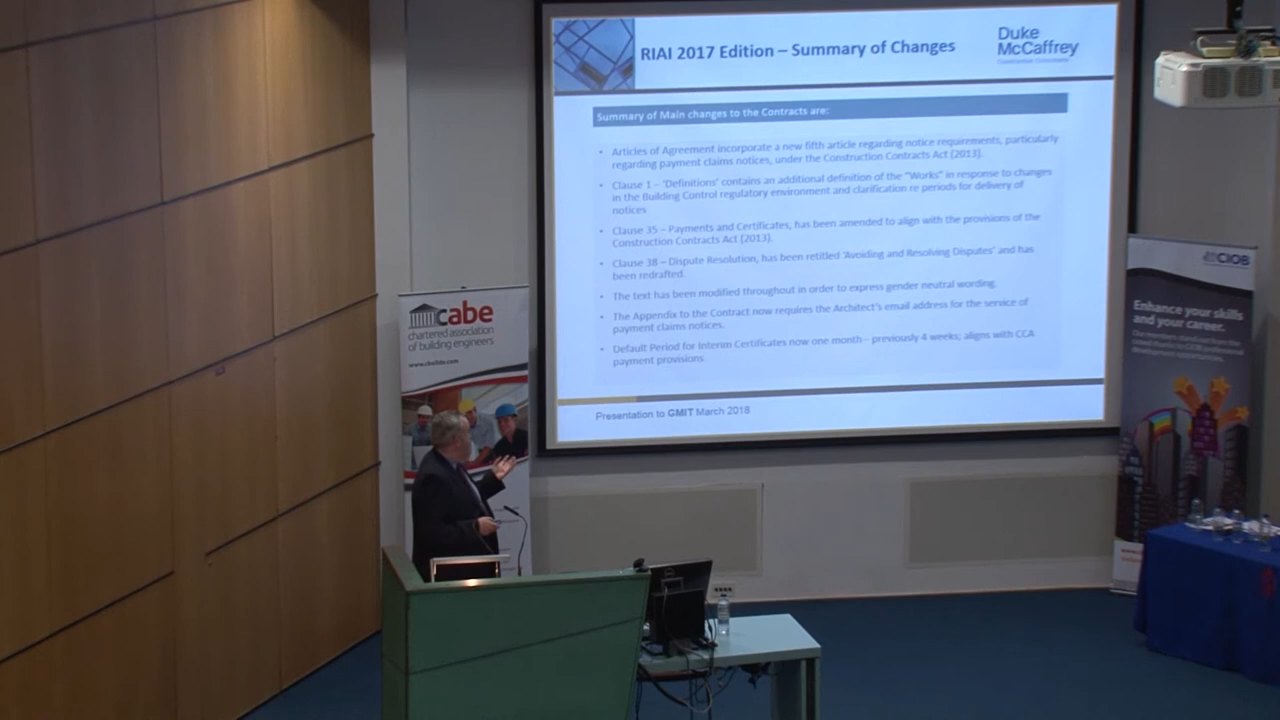 RIAI 2017 Edition – Summary of Changes
Duke
McCaffrey
Summary of Main changes to the Contracts are:
• Articles of Agreement incorporate a new fifth article regarding notice requirements, particularly
regarding payment claims notices, under the Construction Contracts Act (2013).
• Clause 1 – 'Definitions' contains an additional definition of the "Works" in response to changes
in the Building Control regulatory environment and clarification re periods for delivery of
notices
• Clause 35 – Payments and Certificates, has been amended to align with the provisions of the
Construction Contracts Act (2013).
• Clause 38 – Dispute Resolution, has been retitled 'Avoiding and Resolving Disputes' and has
been redrafted.
• The text has been modified throughout in order to express gender neutral wording.
• The Appendix to the Contract now requires the Architect's email address for the service of
payment claims notices.
• Default Period for Interim Certificates now one month – previously 4 weeks; aligns with CCA
payment provisions
Presentation to GMIT March 2018
cabe
chartered association
of building engineers
CIOB
Enhance your skills
and your career.